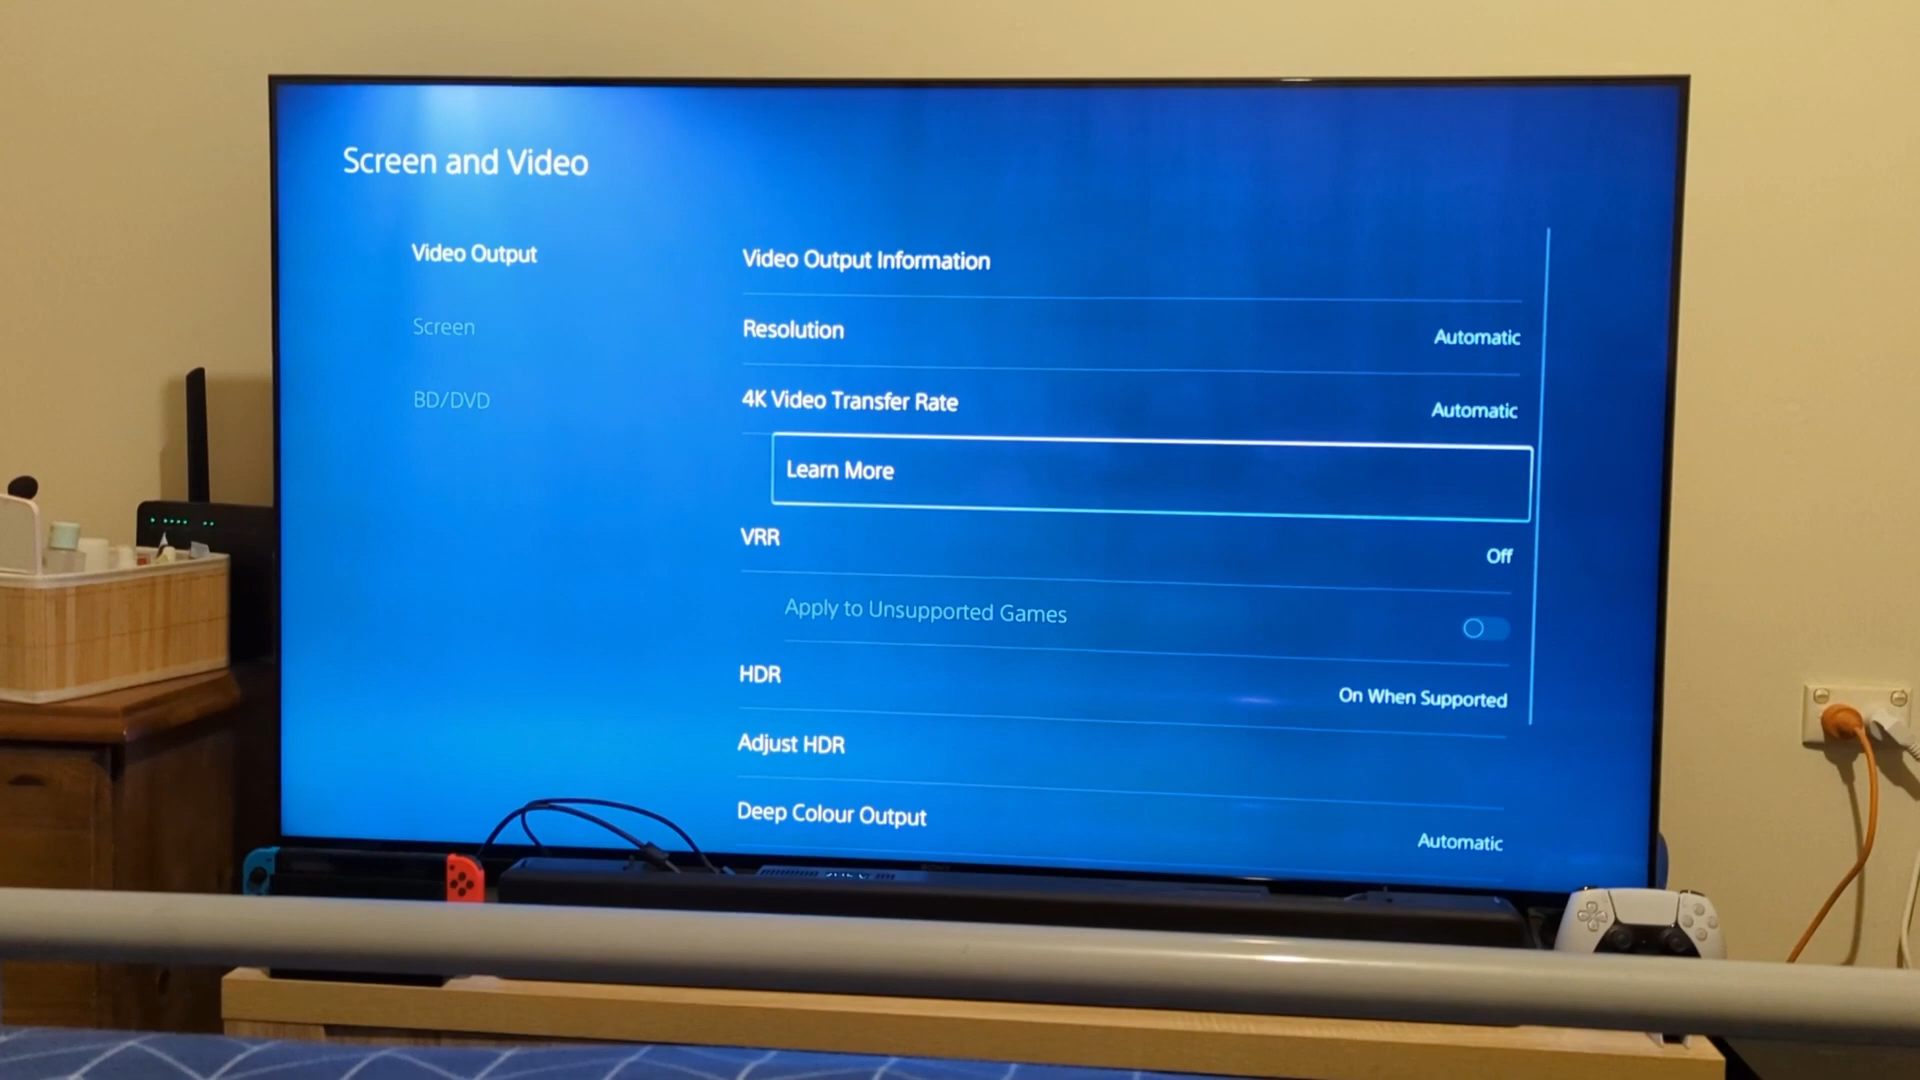 Screen and Video
Video Output
Screen
BD/DVD
Video Output Information
Resolution Automatic
4K Video Transfer Rate Automatic
Learn More
VRR Off
Apply to Unsupported Games
HDR On When Supported
Adjust HDR
Deep Colour Output Automatic